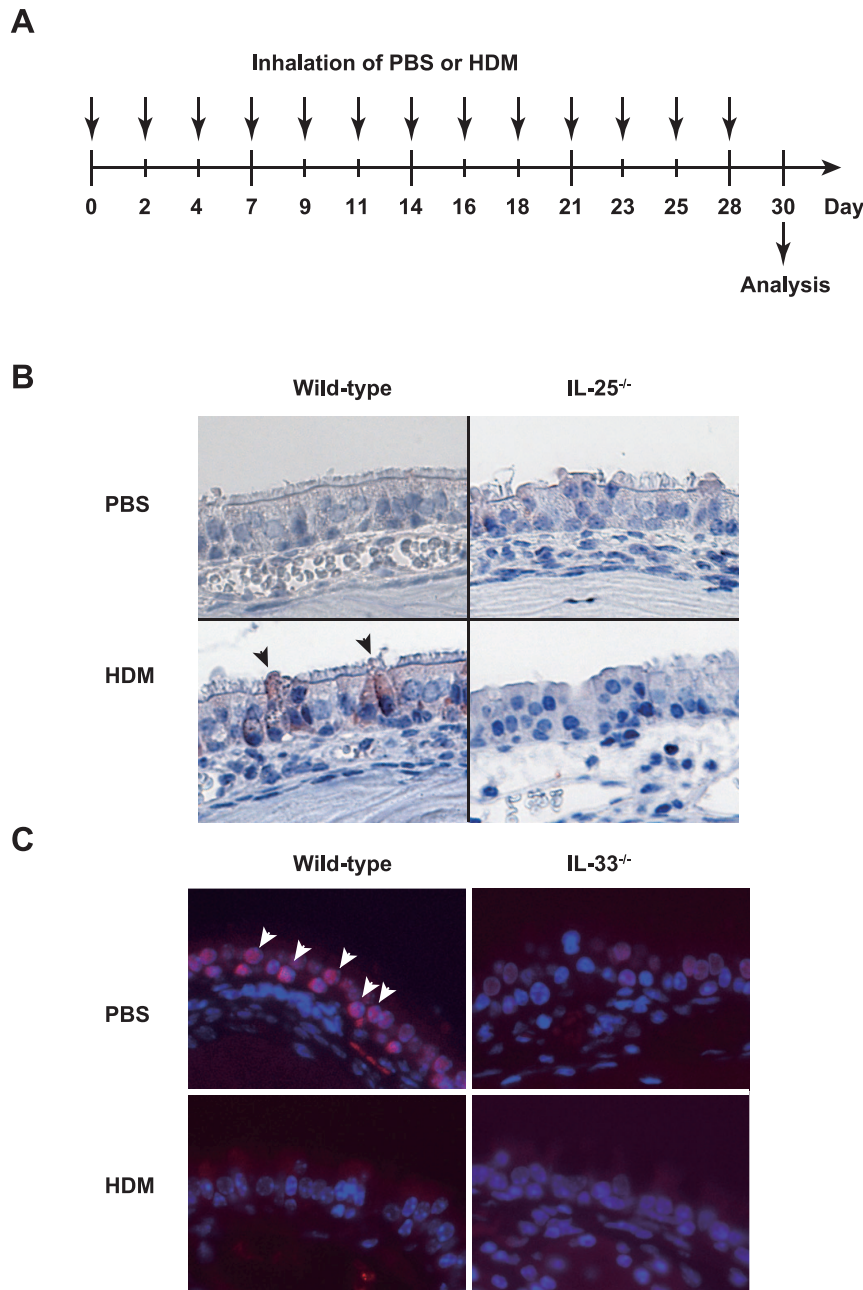 A
Inhalation of PBS or HDM
0 2 4 7 9 11 14 16 18 21 23 25 28 30 Day
Analysis
B
Wild-type IL-25-/-
PBS
HDM
C
Wild-type IL-33-/-
PBS
HDM